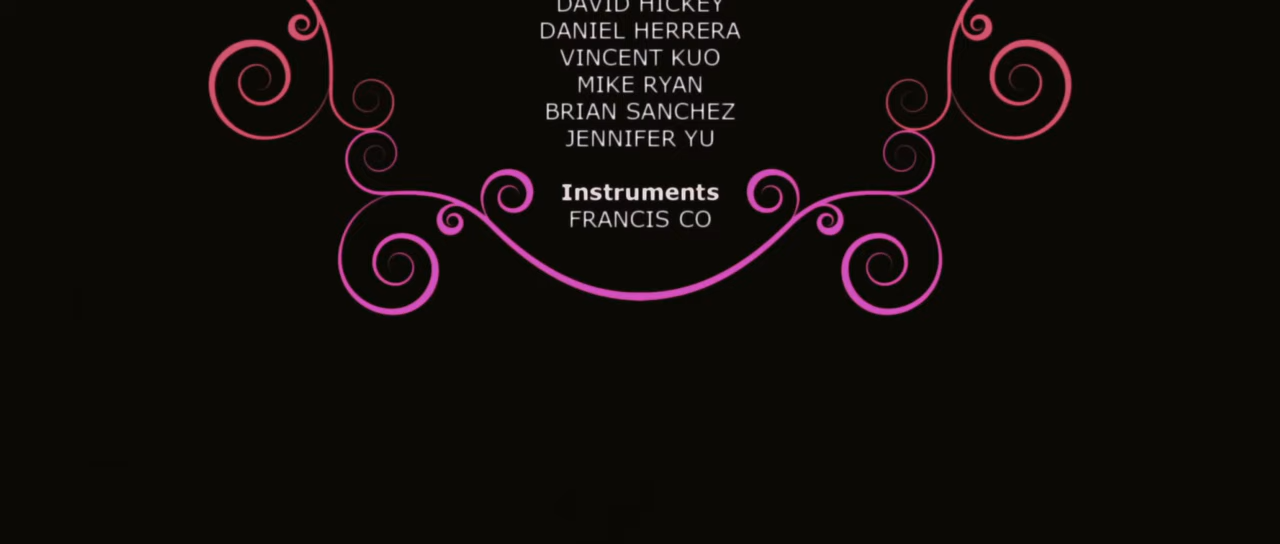 DAVID HICKEY
DANIEL HERRERA
VINCENT KUO
MIKE RYAN
BRIAN SANCHEZ
JENNIFER YU
Instruments
FRANCIS CO